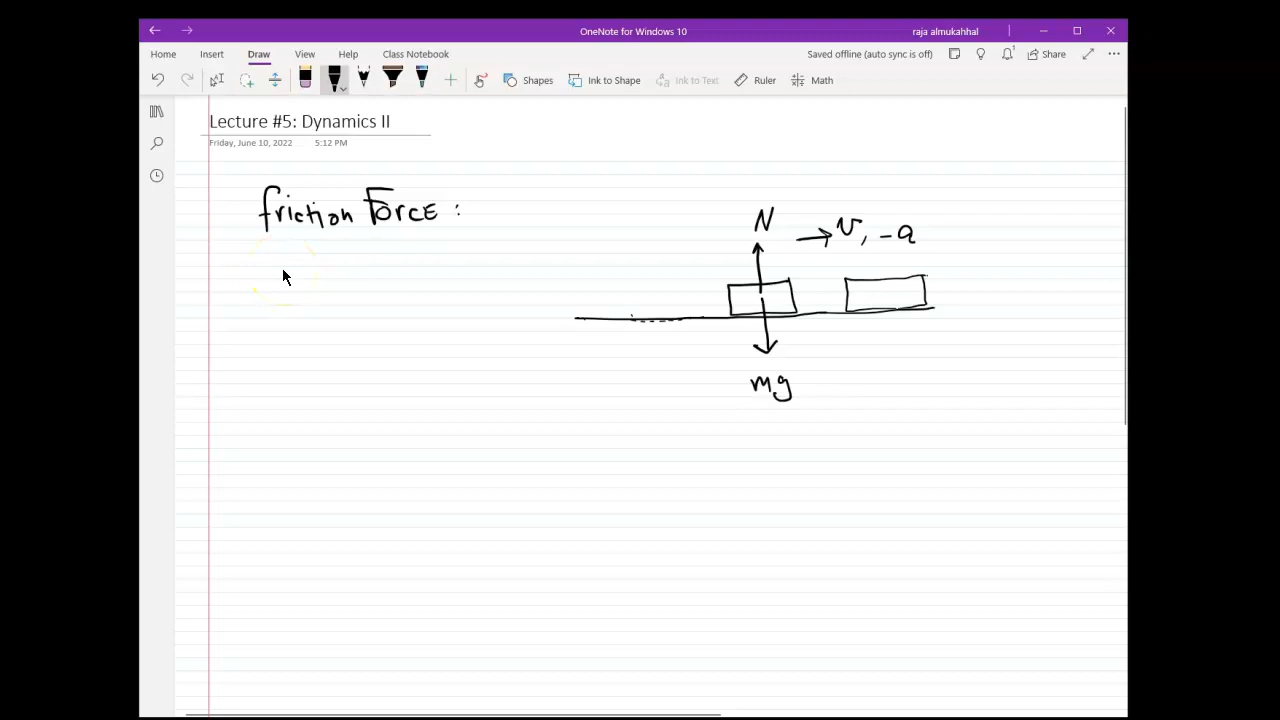 OneNote for Windows 10
raja almukahhal
Home Insert Draw View Help Class Notebook
Saved offline (auto sync is off)
1
Share
Shapes
Ink to Shape
Ink to Text
Ruler
Math
Lecture #5: Dynamics II
Friday, June 10, 2022 5:12 PM
friction Force :
N
v, -a
mg